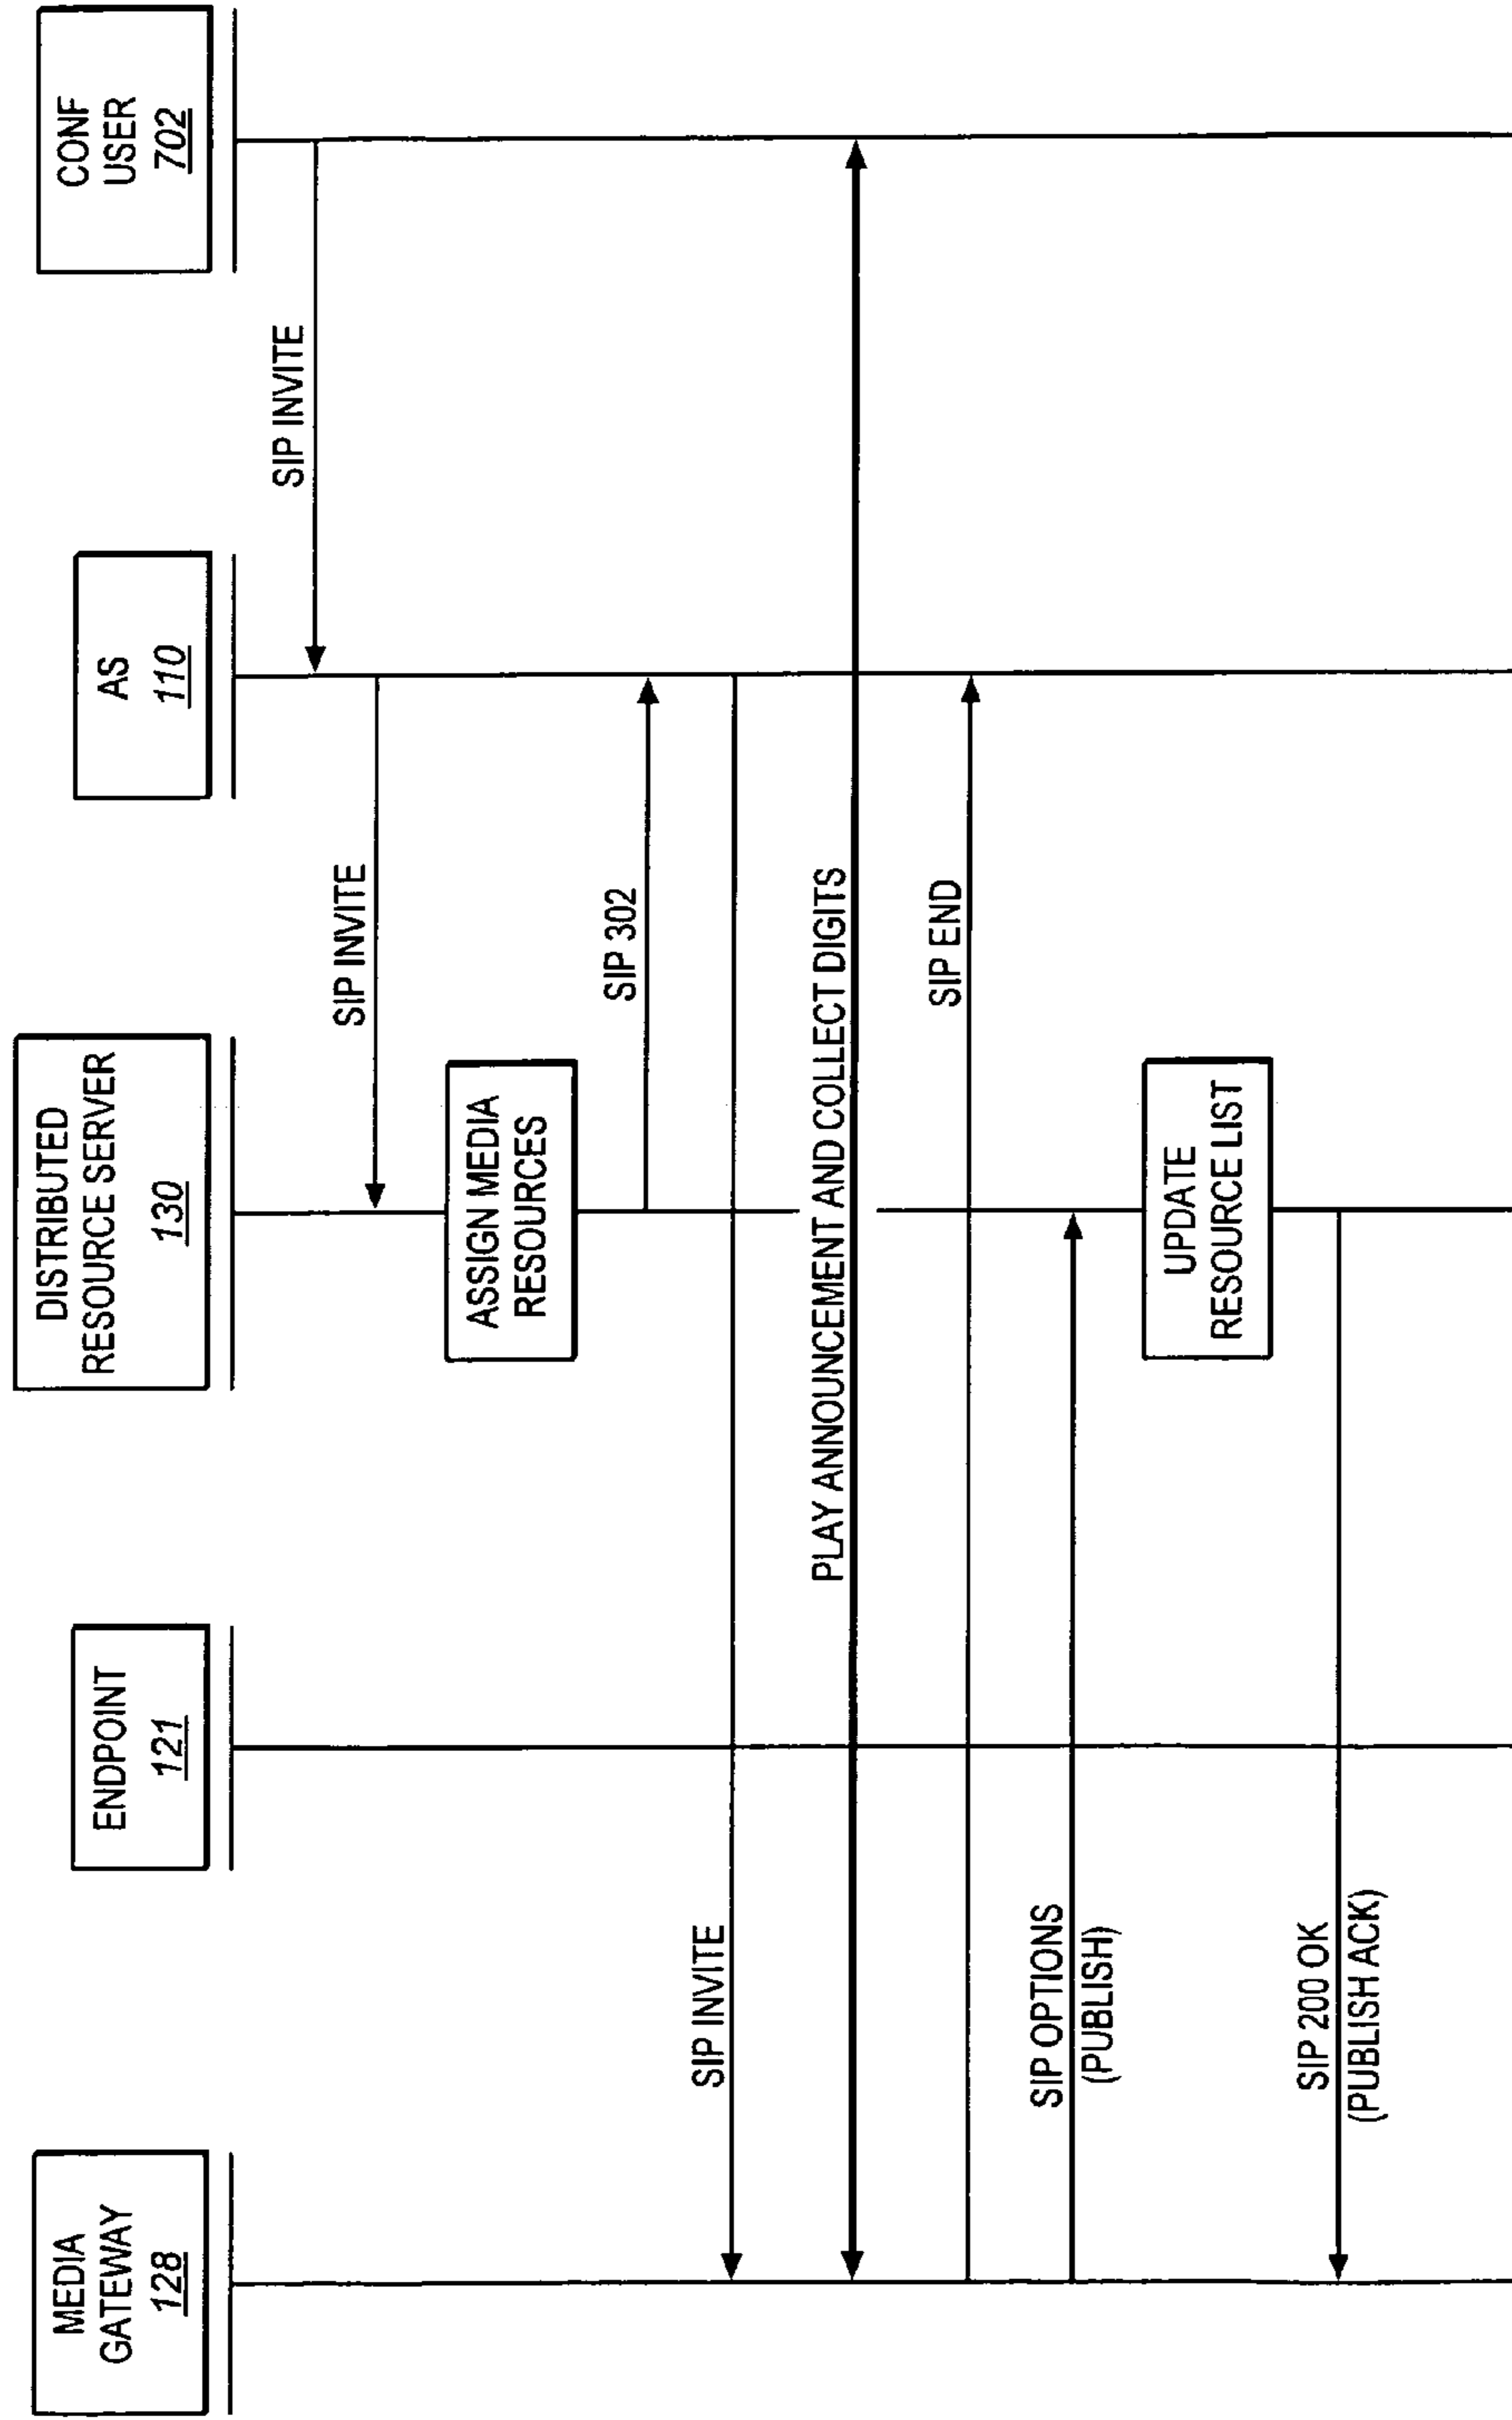 MEDIA
GATEWAY
128
ENDPOINT
121
DISTRIBUTED
RESOURCE SERVER
130
AS
110
CONF
USER
702
SIP INVITE
SIP INVITE
ASSIGN MEDIA
RESOURCES
SIP 302
SIP INVITE
PLAY ANNOUNCEMENT AND COLLECT DIGITS
SIP END
SIP OPTIONS
(PUBLISH)
UPDATE
RESOURCE LIST
SIP 200 OK
(PUBLISH ACK)